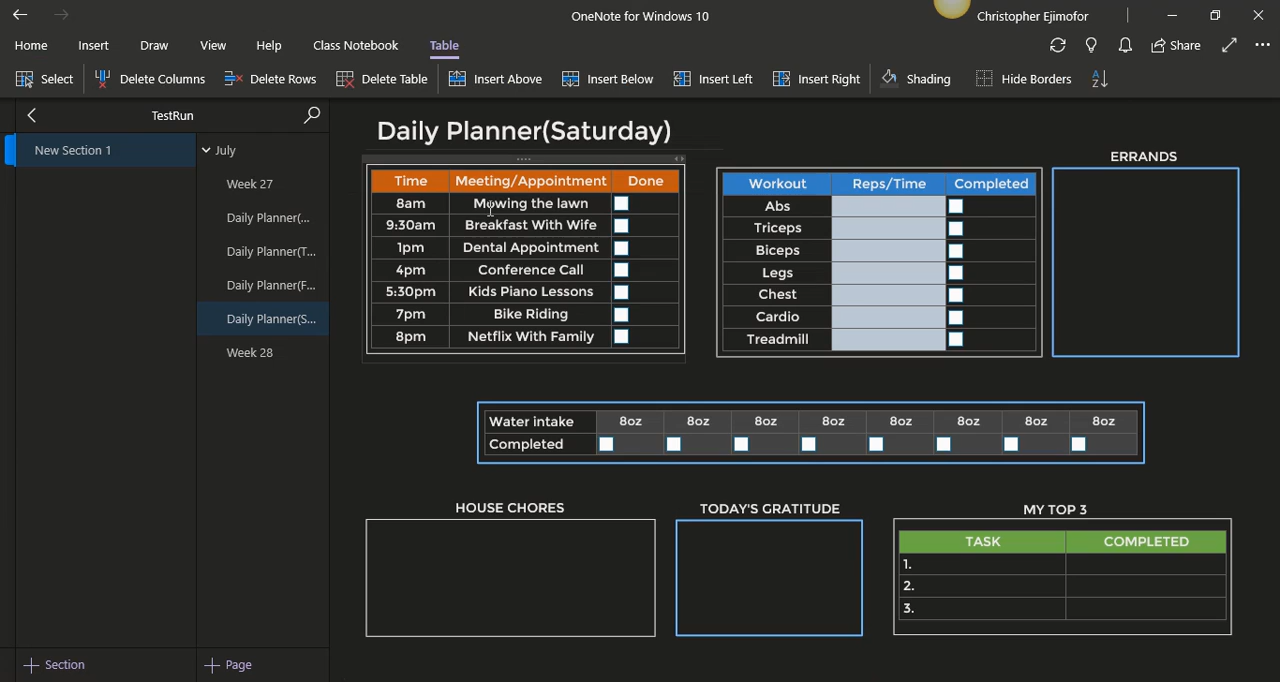 OneNote for Windows 10
Christopher Ejimofor
Home Insert Draw View Help Class Notebook Table
Share
Select Delete Columns Delete Rows Delete Table Insert Above Insert Below Insert Left Insert Right Shading Hide Borders
TestRun
New Section 1
July
Week 27
Daily Planner(...
Daily Planner(T...
Daily Planner(F...
Daily Planner(S...
Week 28
Section
Page
Daily Planner(Saturday)
Time Meeting/Appointment Done
8am Mowing the lawn
9:30am Breakfast With Wife
1pm Dental Appointment
4pm Conference Call
5:30pm Kids Piano Lessons
7pm Bike Riding
8pm Netflix With Family
Workout Reps/Time Completed
Abs
Triceps
Biceps
Legs
Chest
Cardio
Treadmill
ERRANDS
Water intake 8oz 8oz 8oz 8oz 8oz 8oz 8oz 8oz
Completed
HOUSE CHORES
TODAY'S GRATITUDE
MY TOP 3
TASK COMPLETED
1.
2.
3.